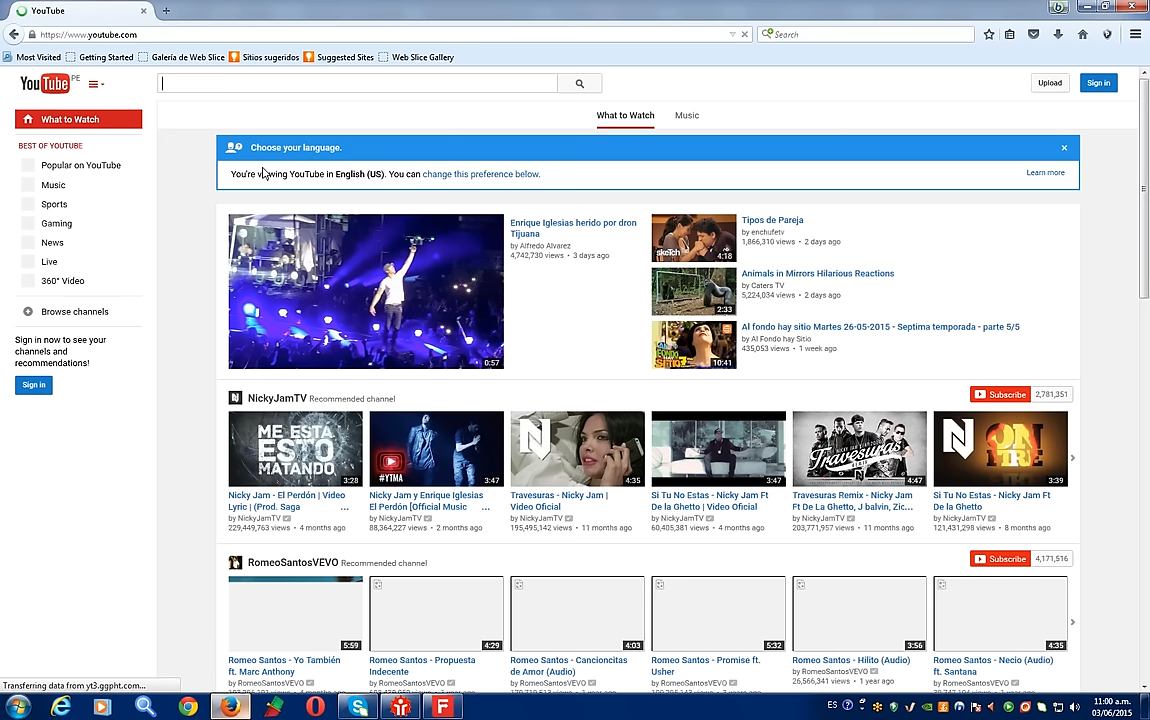 YouTube
https://www.youtube.com
Search
Most Visited
Getting Started
Galería de Web Slice
Sitios sugeridos
Suggested Sites
Web Slice Gallery
YouTube PE
Upload
Sign in
What to Watch
Music
What to Watch
BEST OF YOUTUBE
Popular on YouTube
Music
Sports
Gaming
News
Live
360° Video
Browse channels
Sign in now to see your
channels and
recommendations!
Sign in
Choose your language.
You're viewing YouTube in English (US). You can change this preference below.
Learn more
0:57
Enrique Iglesias herido por dron
Tijuana
by Alfredo Alvarez
4,742,730 views • 3 days ago
sketch
4:18
Tipos de Pareja
by enchufetv
1,866,310 views • 2 days ago
2:33
Animals in Mirrors Hilarious Reactions
by Caters TV
5,224,034 views • 2 days ago
10:41
Al fondo hay sitio Martes 26-05-2015 - Septima temporada - parte 5/5
by Al Fondo hay Sitio
435,053 views • 1 week ago
NickyJamTV Recommended channel
Subscribe 2,781,351
ME ESTA
ESTO
MATANDO
3:28
#YTMA
3:47
N
4:35
3:47
Travesuras
4:47
N
3:39
Nicky Jam - El Perdón | Video
Lyric | (Prod. Saga ...
by NickyJamTV
229,449,763 views • 4 months ago
Nicky Jam y Enrique Iglesias
El Perdón [Official Music ...
by NickyJamTV
88,364,227 views • 2 months ago
Travesuras - Nicky Jam |
Video Oficial
by NickyJamTV
195,495,142 views • 11 months ago
Si Tu No Estas - Nicky Jam Ft
De la Ghetto | Video Oficial
by NickyJamTV
60,405,381 views • 4 months ago
Travesuras Remix - Nicky Jam
Ft De La Ghetto, J balvin, Zic...
by NickyJamTV
203,771,957 views • 11 months ago
Si Tu No Estas - Nicky Jam Ft
De la Ghetto
by NickyJamTV
121,431,298 views • 8 months ago
RomeoSantosVEVO Recommended channel
Subscribe 4,171,516
5:59
4:29
4:03
5:32
3:56
4:35
Romeo Santos - Yo También
ft. Marc Anthony
by RomeoSantosVEVO
Romeo Santos - Propuesta
Indecente
by RomeoSantosVEVO
Romeo Santos - Cancioncitas
de Amor (Audio)
by RomeoSantosVEVO
Romeo Santos - Promise ft.
Usher
by RomeoSantosVEVO
Romeo Santos - Hilito (Audio)
by RomeoSantosVEVO
26,566,341 views • 1 year ago
Romeo Santos - Necio (Audio)
ft. Santana
by RomeoSantosVEVO
Transferring data from yt3.ggpht.com...
ES
11:00 a.m.
03/06/2015